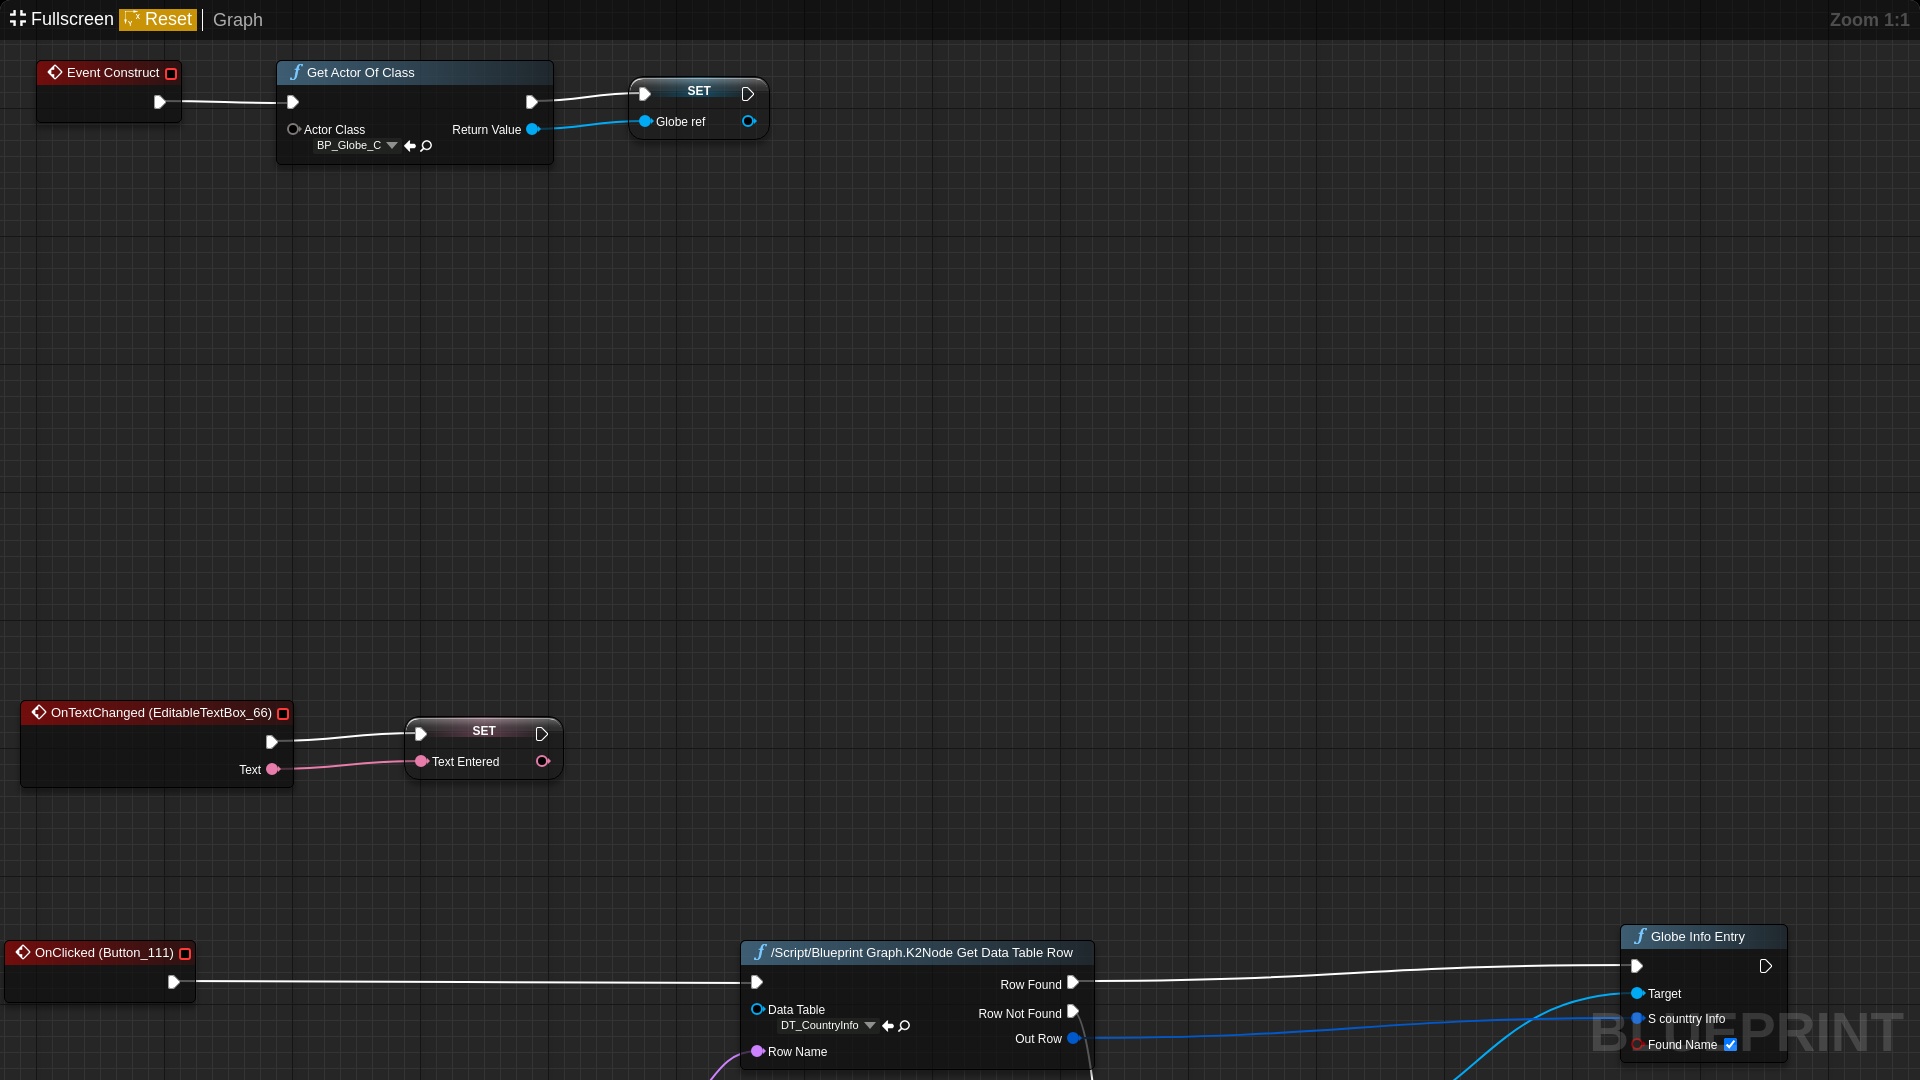 Fullscreen Reset Graph Zoom 1:1
Event Construct
Get Actor Of Class
Actor Class
BP_Globe_C
Return Value
SET
Globe ref
OnTextChanged (EditableTextBox_66)
Text
SET
Text Entered
OnClicked (Button_111)
/Script/Blueprint Graph.K2Node Get Data Table Row
Row Found
Data Table
DT_CountryInfo
Row Not Found
Out Row
Row Name
Globe Info Entry
Target
S counttry Info
Found Name
BLUEPRINT